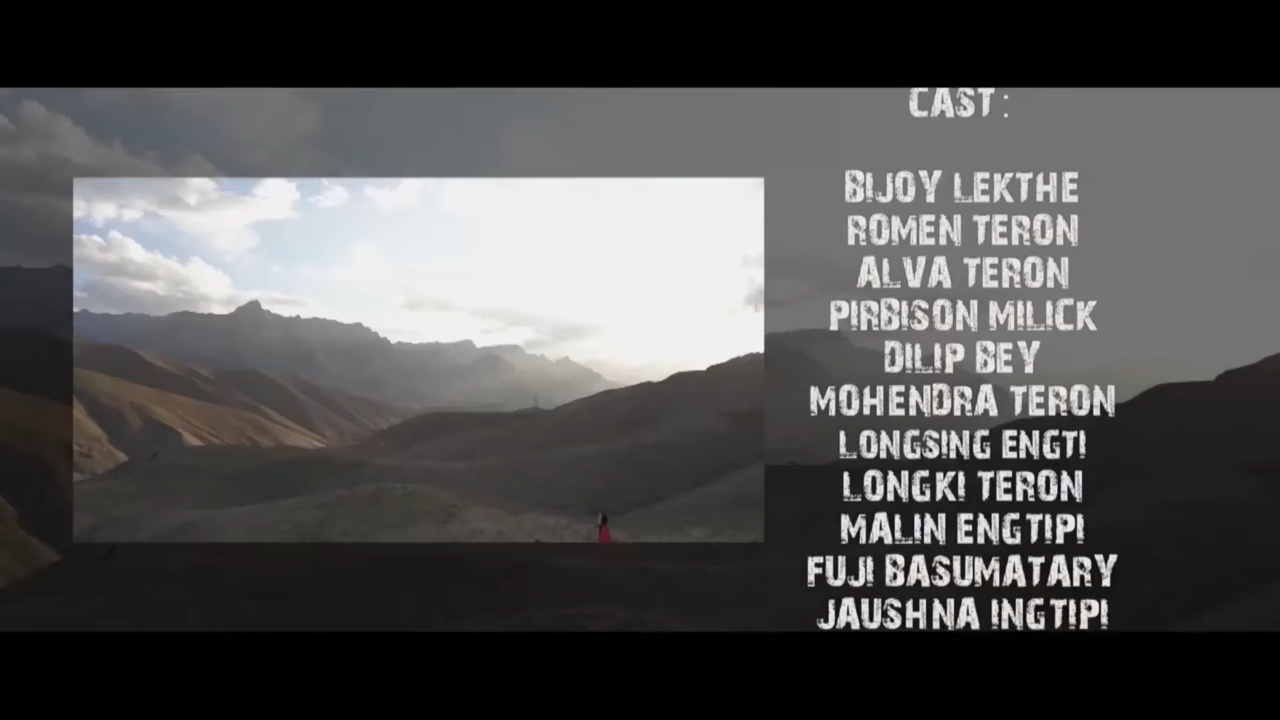 CAST :
BIJOY LEKTHE
ROMEN TERON
ALVA TERON
PIRBISON MILICK
DILIP BEY
MOHENDRA TERON
LONGSING ENGTI
LONGKI TERON
MALIN ENGTIPI
FUJI BASUMATARY
JAUSHNA INGTIPI